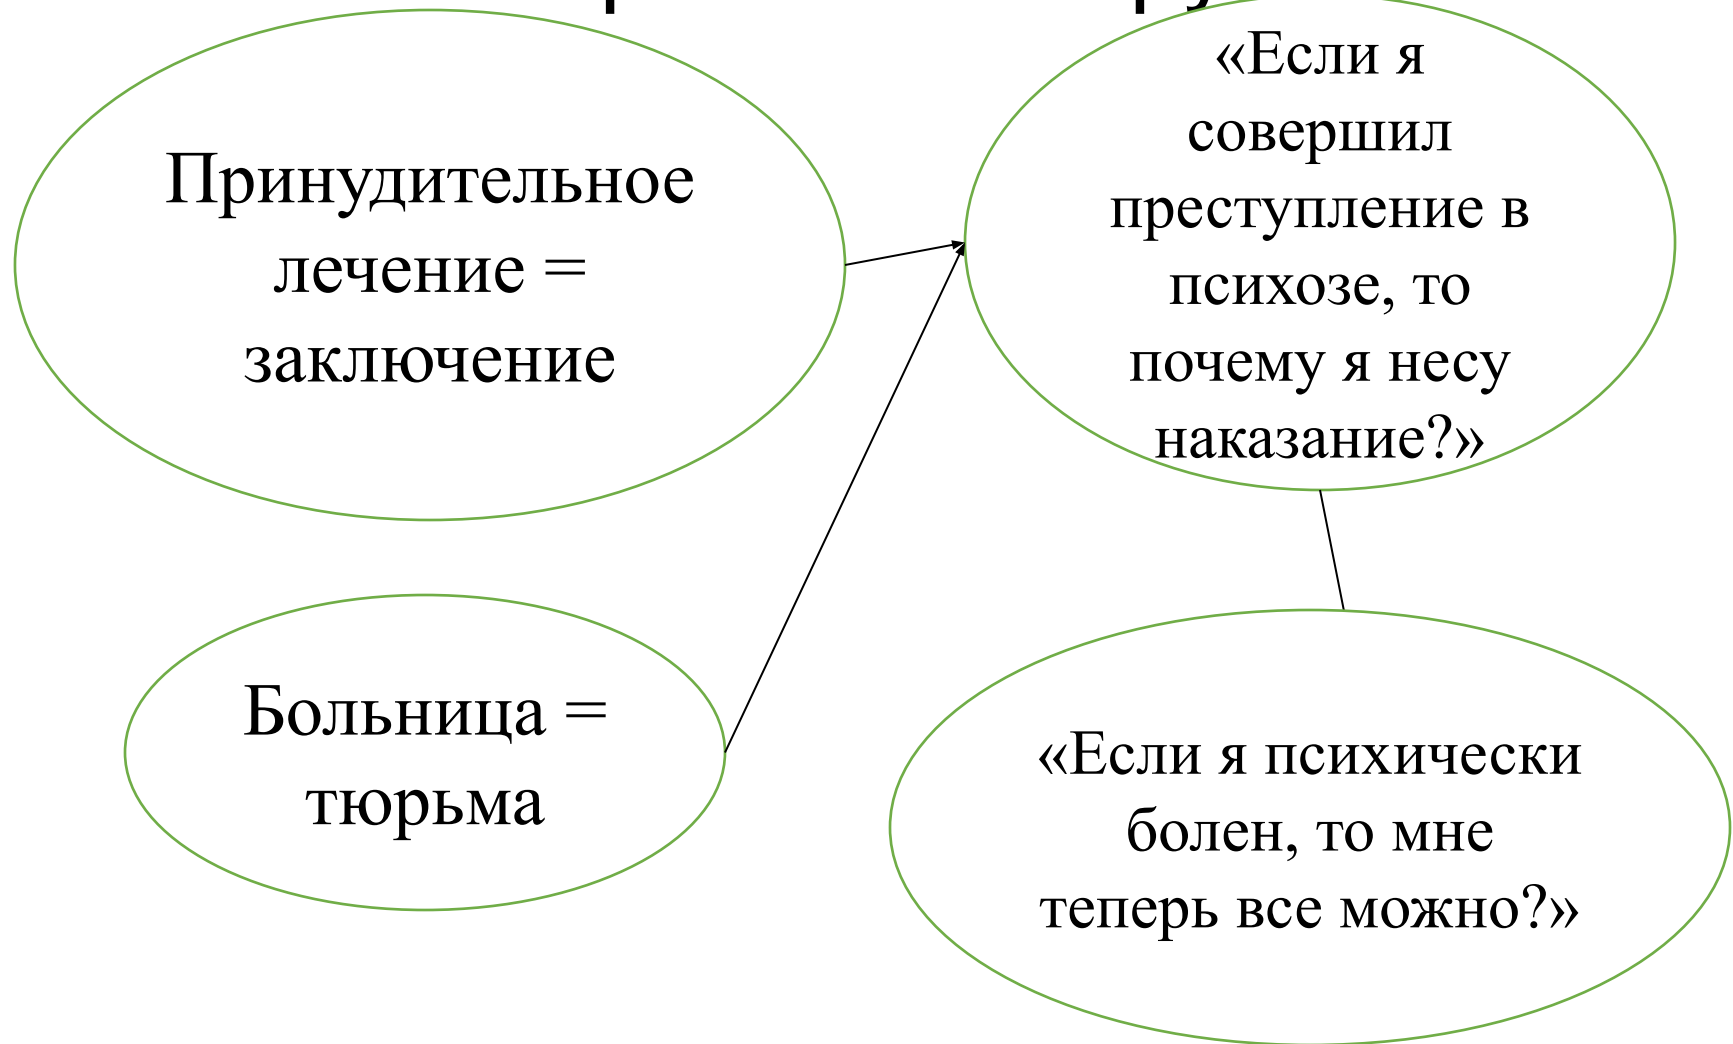 Принудительное
лечение =
заключение
«Если я
совершил
преступление в
психозе, то
почему я несу
наказание?»
Больница =
тюрьма
«Если я психически
болен, то мне
теперь все можно?»